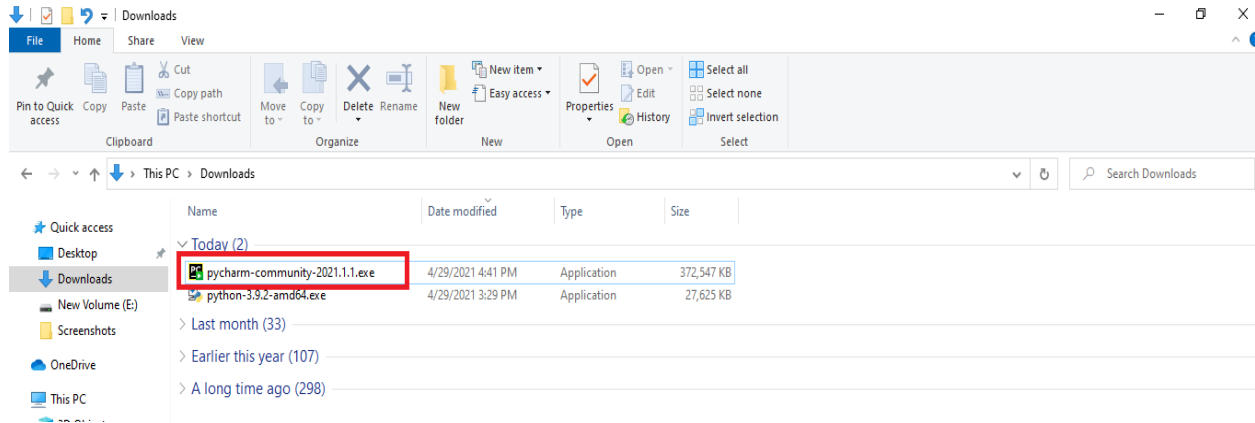 Downloads
File Home Share View
Pin to Quick access
Copy
Paste
Cut
Copy path
Paste shortcut
Clipboard
Move to
Copy to
Delete
Rename
Organize
New folder
New item
Easy access
New
Properties
Open
Edit
History
Open
Select all
Select none
Invert selection
Select
This PC > Downloads
Search Downloads
Name Date modified Type Size
Quick access
Desktop
Downloads
New Volume (E:)
Screenshots
OneDrive
This PC
Today (2)
pycharm-community-2021.1.1.exe 4/29/2021 4:41 PM Application 372,547 KB
python-3.9.2-amd64.exe 4/29/2021 3:29 PM Application 27,625 KB
Last month (33)
Earlier this year (107)
A long time ago (298)